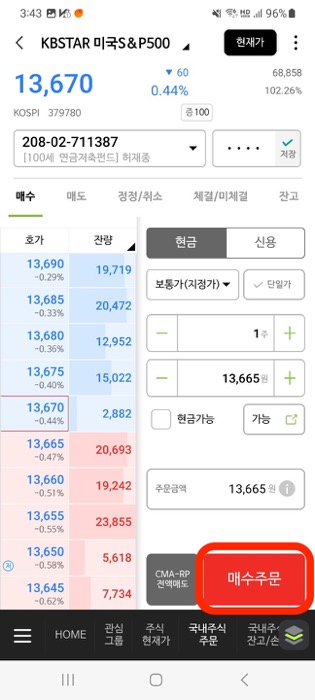 3:43 96%
KBSTAR 미국S&P500 현재가
13,670 ▼ 60 68,858
0.44% 102.26%
KOSPI 379780 증100
208-02-711387
[100세 연금저축펀드] 허재종
저장
매수 매도 정정/취소 체결/미체결 잔고
호가 잔량 현금 신용
13,690 19,719
-0.29%
보통가(지정가) 단일가
13,685 20,472
-0.33%
13,680 12,952
-0.36%
1주
13,675 15,022
-0.40%
13,665원
13,670 2,882
-0.44%
현금가능 가능
13,665 20,693
-0.47%
13,660 19,242
-0.51%
주문금액 13,665 원
13,655 23,855
-0.55%
저 13,650 5,618
-0.58%
CMA-RP
전액매도
매수주문
13,645 7,734
-0.62%
HOME
관심
그룹
주식
현재가
국내주식
주문
국내주식
잔고/손